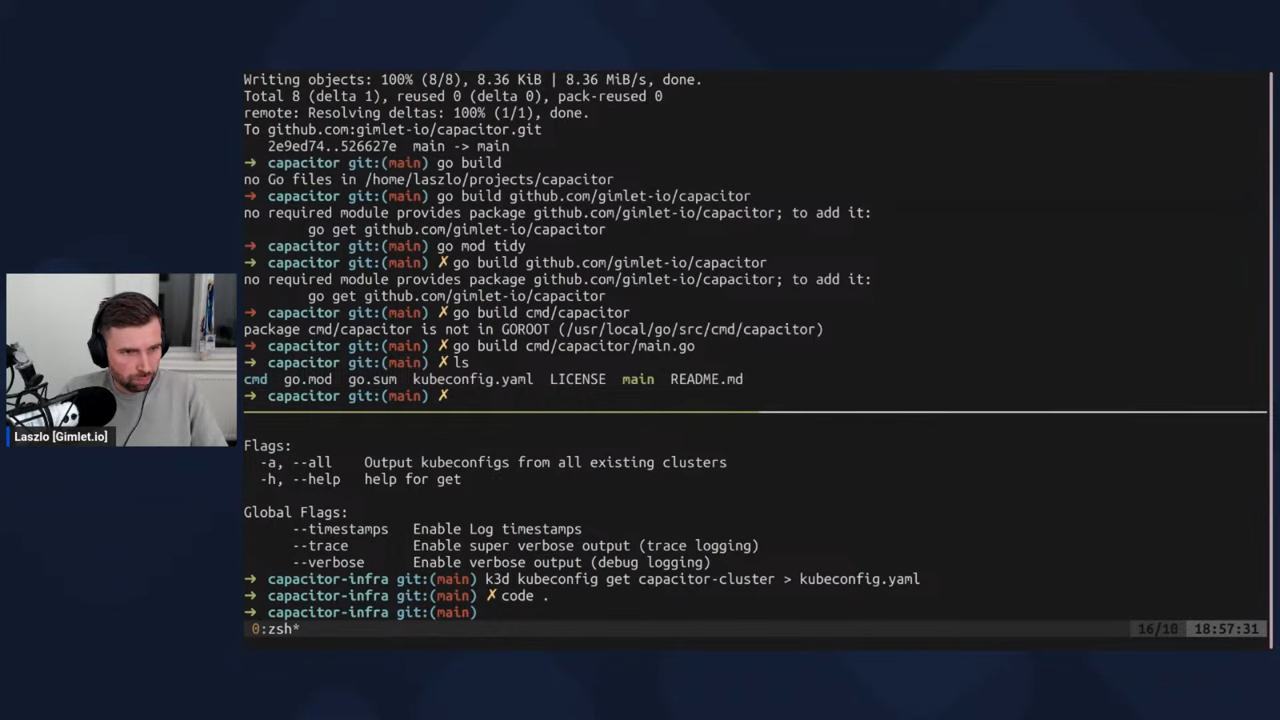 Writing objects: 100% (8/8), 8.36 KiB | 8.36 MiB/s, done.
Total 8 (delta 1), reused 0 (delta 0), pack-reused 0
remote: Resolving deltas: 100% (1/1), done.
To github.com:gimlet-io/capacitor.git
2e9ed74..526627e main -> main
→ capacitor git:(main) go build
no Go files in /home/laszlo/projects/capacitor
→ capacitor git:(main) go build github.com/gimlet-io/capacitor
no required module provides package github.com/gimlet-io/capacitor; to add it:
go get github.com/gimlet-io/capacitor
→ capacitor git:(main) go mod tidy
→ capacitor git:(main) ✗ go build github.com/gimlet-io/capacitor
no required module provides package github.com/gimlet-io/capacitor; to add it:
go get github.com/gimlet-io/capacitor
→ capacitor git:(main) ✗ go build cmd/capacitor
package cmd/capacitor is not in GOROOT (/usr/local/go/src/cmd/capacitor)
→ capacitor git:(main) ✗ go build cmd/capacitor/main.go
→ capacitor git:(main) ✗ ls
cmd go.mod go.sum kubeconfig.yaml LICENSE main README.md
→ capacitor git:(main) ✗
Laszlo [Gimlet.io]
Flags:
-a, --all Output kubeconfigs from all existing clusters
-h, --help help for get
Global Flags:
--timestamps Enable Log timestamps
--trace Enable super verbose output (trace logging)
--verbose Enable verbose output (debug logging)
→ capacitor-infra git:(main) k3d kubeconfig get capacitor-cluster > kubeconfig.yaml
→ capacitor-infra git:(main) ✗ code .
→ capacitor-infra git:(main)
0:zsh* 16/10 18:57:31